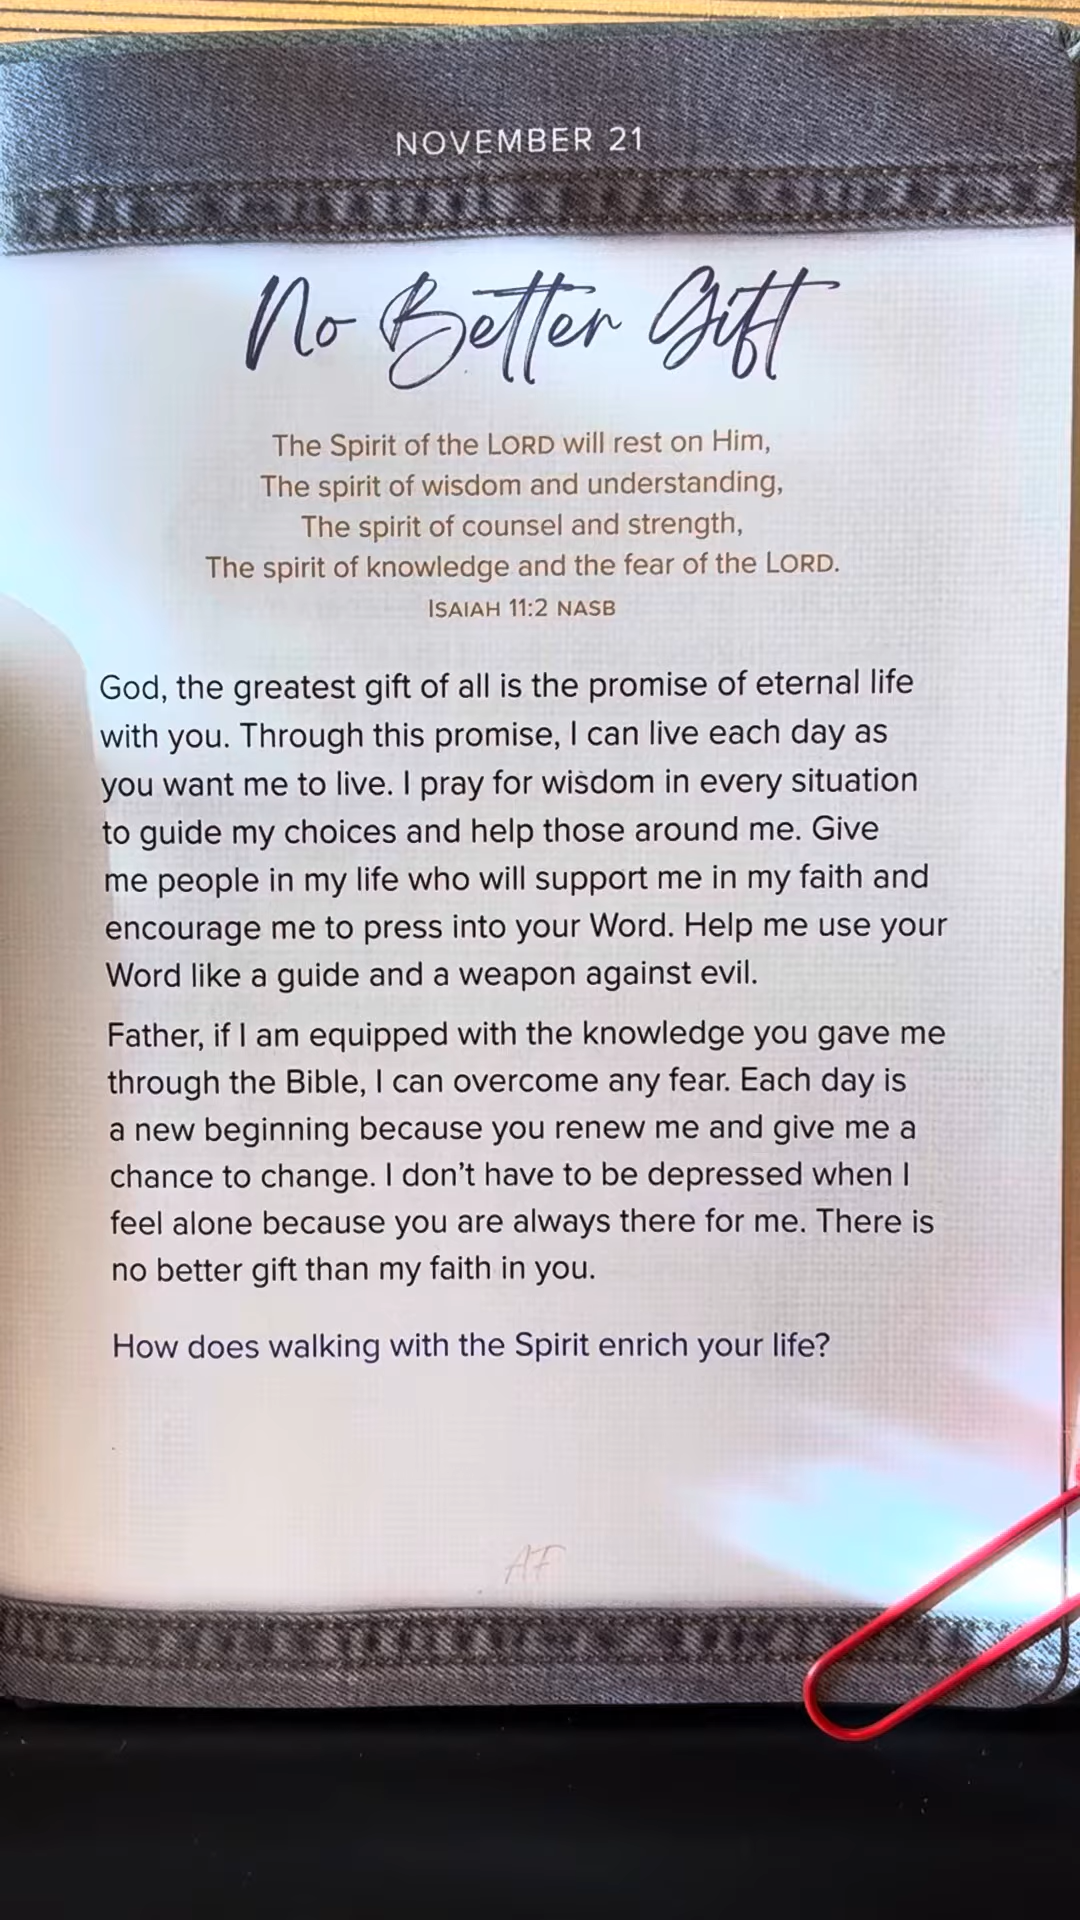 NOVEMBER 21
No Better Gift
The Spirit of the LORD will rest on Him,
The spirit of wisdom and understanding,
The spirit of counsel and strength,
The spirit of knowledge and the fear of the LORD.
ISAIAH 11:2 NASB
God, the greatest gift of all is the promise of eternal life
with you. Through this promise, I can live each day as
you want me to live. I pray for wisdom in every situation
to guide my choices and help those around me. Give
me people in my life who will support me in my faith and
encourage me to press into your Word. Help me use your
Word like a guide and a weapon against evil.
Father, if I am equipped with the knowledge you gave me
through the Bible, I can overcome any fear. Each day is
a new beginning because you renew me and give me a
chance to change. I don’t have to be depressed when I
feel alone because you are always there for me. There is
no better gift than my faith in you.
How does walking with the Spirit enrich your life?
AF